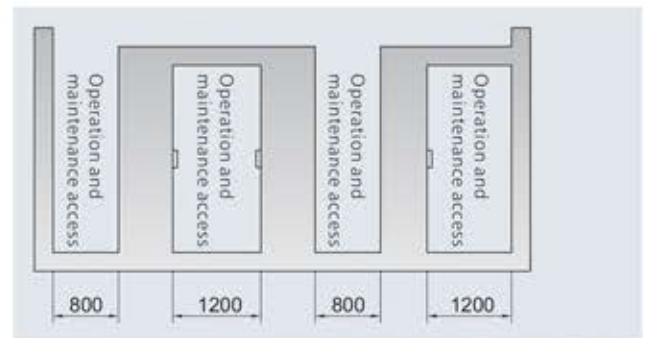 Operation and
maintenance access
Operation and
maintenance access
Operation and
maintenance access
Operation and
maintenance access
800
1200
800
1200